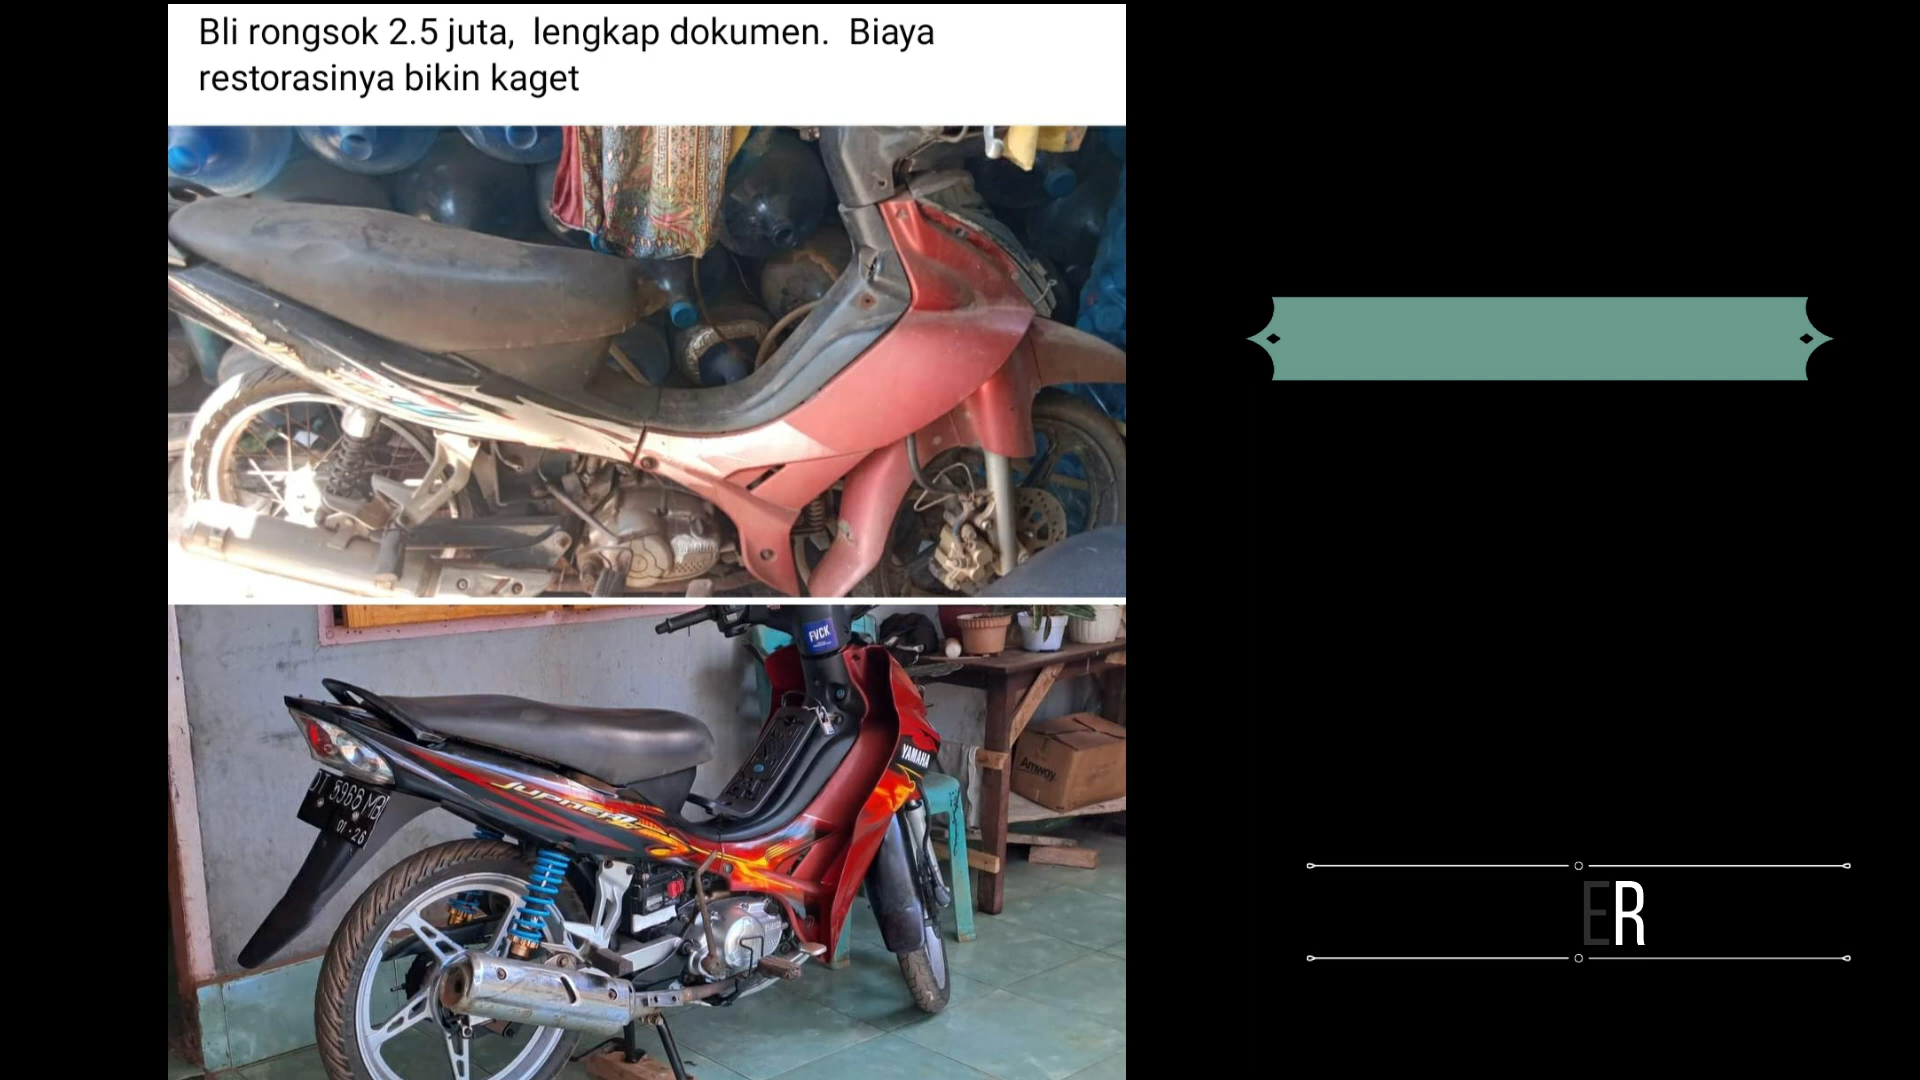 Bli rongsok 2.5 juta, lengkap dokumen. Biaya
restorasinya bikin kaget
FVCK
YAMAHA
Amway
JUPITER Z
DT 5968 MB
01-26
ER